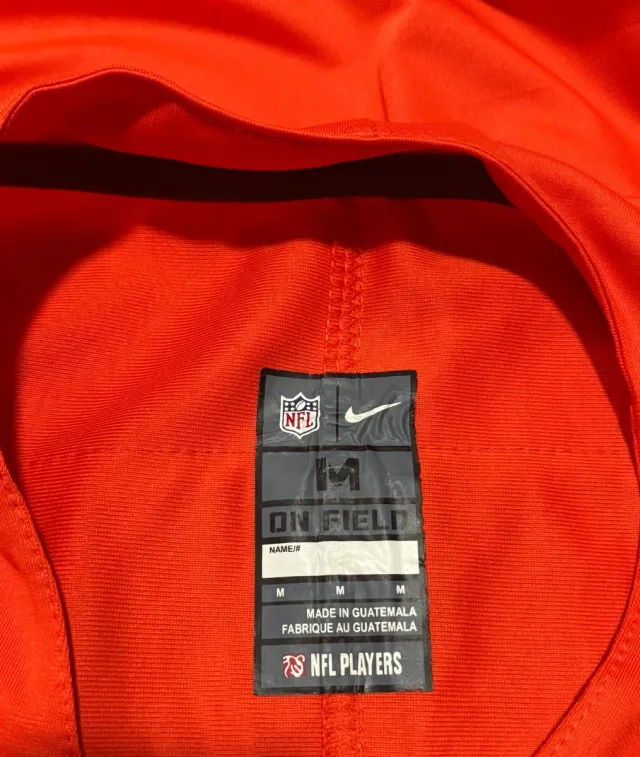 NFL
M
ON FIELD
NAME/#
M M M
MADE IN GUATEMALA
FABRIQUE AU GUATEMALA
NFL PLAYERS